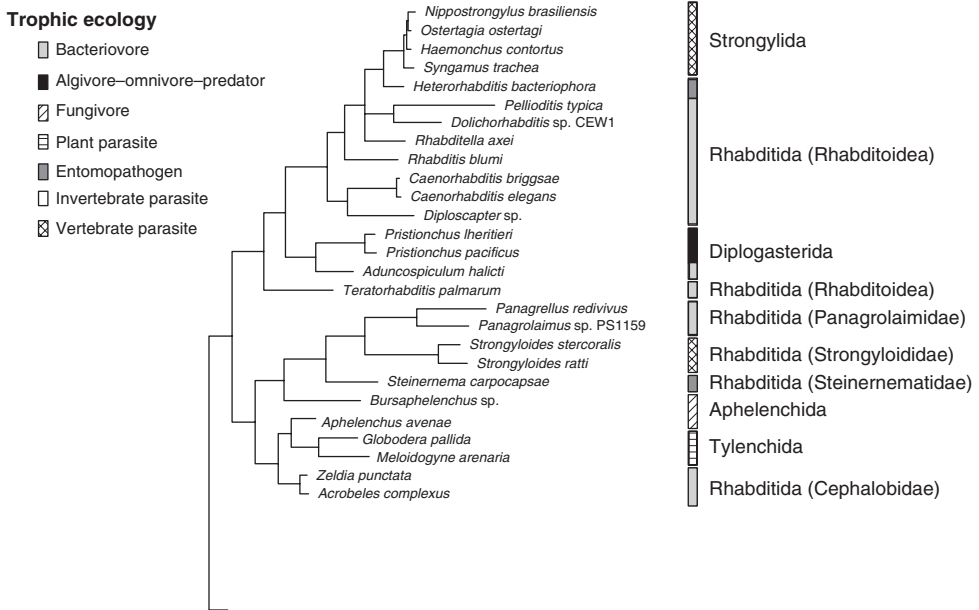 Trophic ecology
Bacteriovore
Algivore–omnivore–predator
Fungivore
Plant parasite
Entomopathogen
Invertebrate parasite
Vertebrate parasite
Nippostrongylus brasiliensis
Ostertagia ostertagi
Haemonchus contortus
Syngamus trachea
Heterorhabditis bacteriophora
Pellioditis typica
Dolichorhabditis sp. CEW1
Rhabditella axei
Rhabditis blumi
Caenorhabditis briggsae
Caenorhabditis elegans
Diploscapter sp.
Pristionchus lheritieri
Pristionchus pacificus
Aduncospiculum halicti
Teratorhabditis palmarum
Panagrellus redivivus
Panagrolaimus sp. PS1159
Strongyloides stercoralis
Strongyloides ratti
Steinernema carpocapsae
Bursaphelenchus sp.
Aphelenchus avenae
Globodera pallida
Meloidogyne arenaria
Zeldia punctata
Acrobeles complexus
Strongylida
Rhabditida (Rhabditoidea)
Diplogasterida
Rhabditida (Rhabditoidea)
Rhabditida (Panagrolaimidae)
Rhabditida (Strongyloididae)
Rhabditida (Steinernematidae)
Aphelenchida
Tylenchida
Rhabditida (Cephalobidae)